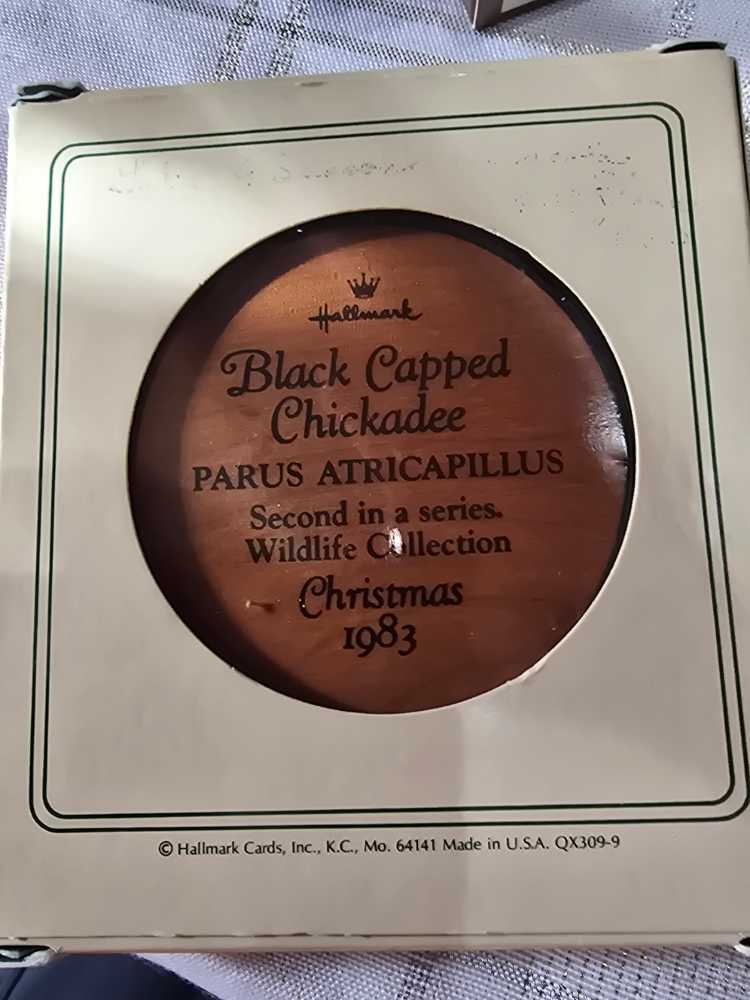 Hallmark
Black Capped
Chickadee
PARUS ATRICAPILLUS
Second in a series.
Wildlife Collection
Christmas
1983
© Hallmark Cards, Inc., K.C., Mo. 64141 Made in U.S.A. QX309-9